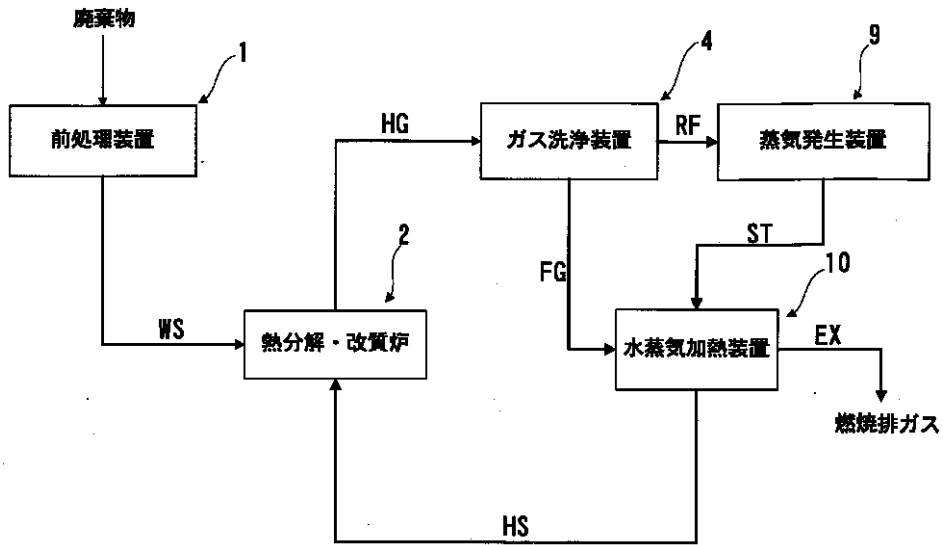 廃棄物
1
前処理装置
HG
4
ガス洗浄装置
RF
9
蒸気発生装置
2
FG
ST
10
WS
熱分解・改質炉
水蒸気加熱装置
EX
燃焼排ガス
HS